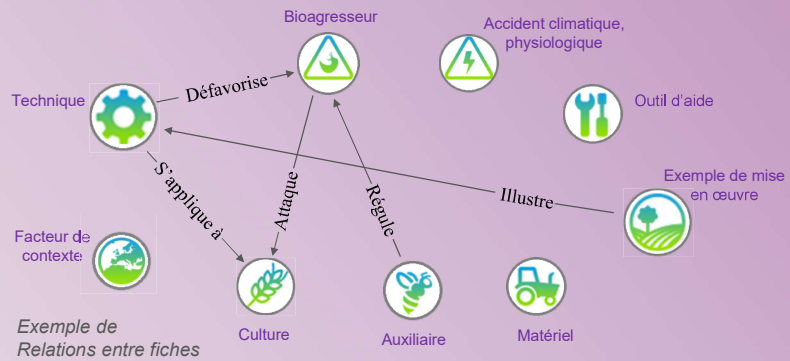 Bioagresseur
Accident climatique,
physiologique
Technique
Défavorise
Outil d'aide
Exemple de mise
en œuvre
S'applique à
Attaque
Régule
Illustre
Facteur de
contexte
Culture
Auxiliaire
Matériel
Exemple de
Relations entre fiches